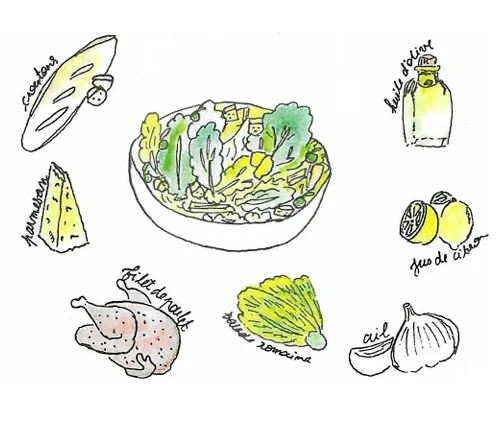 croutons
huile d'olive
parmesan
jus de citron
filet de poulet
salade romaine
ail